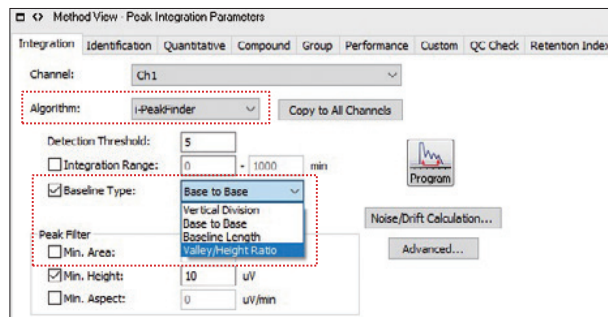 Method View - Peak Integration Parameters
Integration Identification Quantitative Compound Group Performance Custom QC Check Retention Index
Channel: Ch1
Algorithm: i-PeakFinder Copy to All Channels
Detection Threshold: 5
Integration Range: 0 - 1000 min
Program
Baseline Type: Base to Base
Vertical Division
Base to Base
Baseline Length
Valley/Height Ratio
Noise/Drift Calculation...
Peak Filter
Min. Area:
Advanced...
Min. Height: 10 uV
Min. Aspect: 0 uV/min